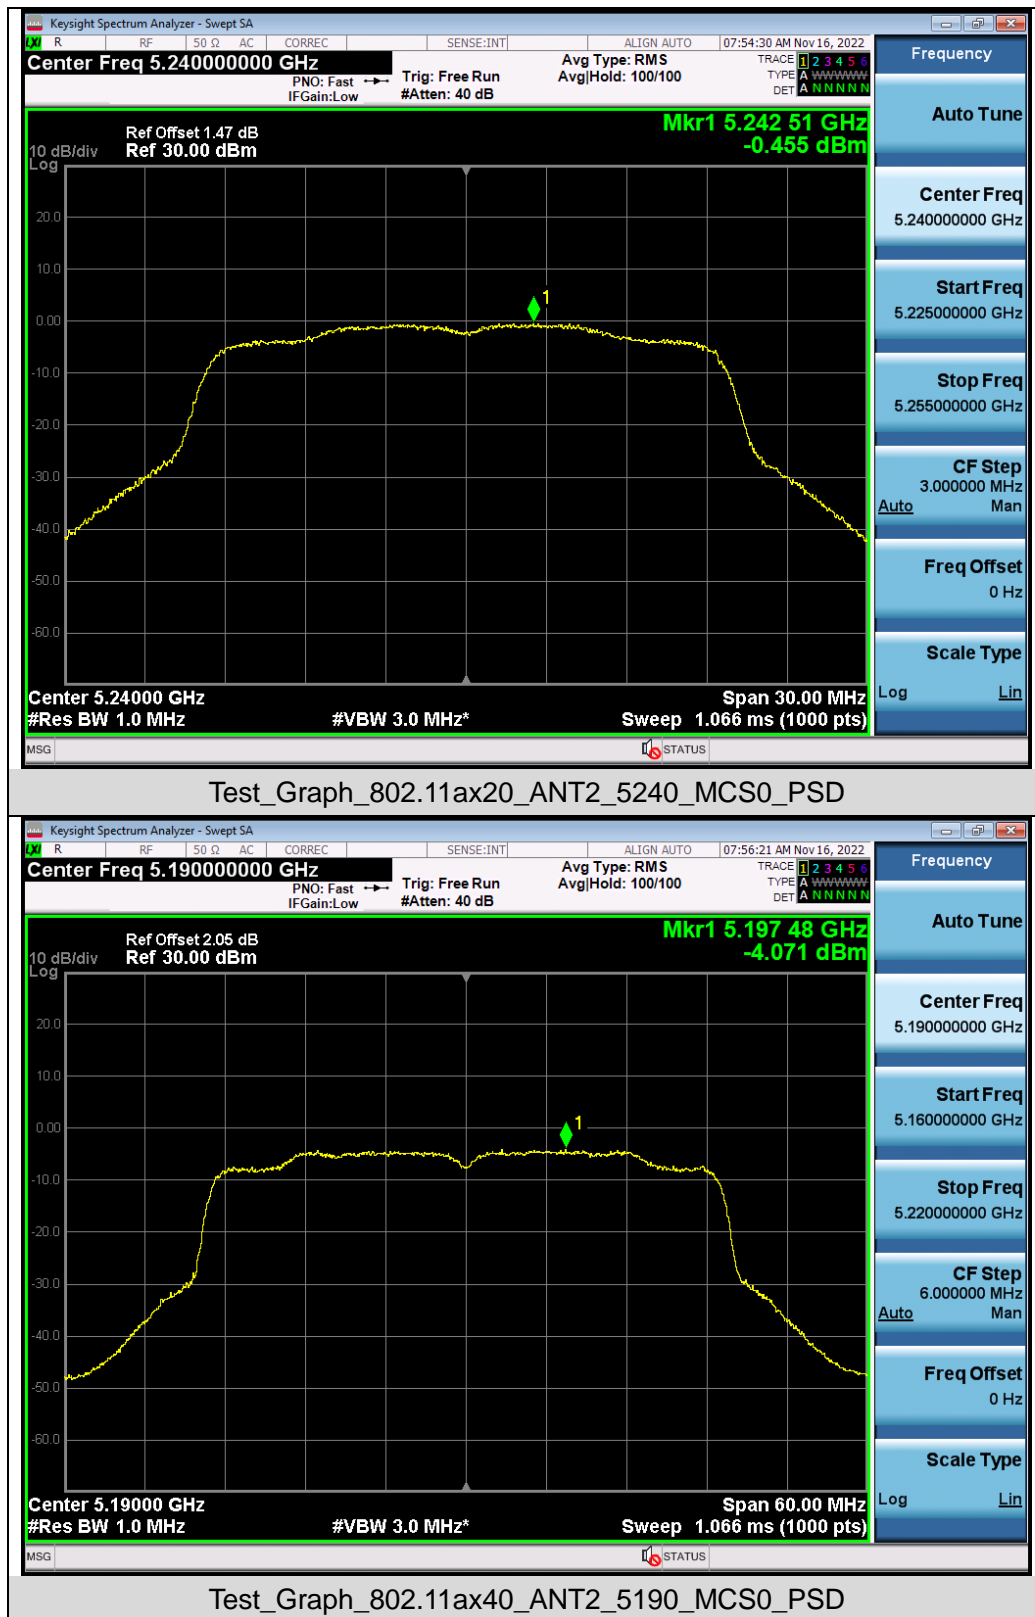 Keysight Spectrum Analyzer - Swept SA
LXI R RF 50 Ω AC CORREC SENSE:INT ALIGN AUTO 07:54:30 AM Nov 16, 2022
Center Freq 5.240000000 GHz
PNO: Fast
IFGain:Low
Trig: Free Run
#Atten: 40 dB
Avg Type: RMS
Avg|Hold: 100/100
TRACE 1 2 3 4 5 6
TYPE A WWWWW
DET A N N N N N
Frequency
Mkr1 5.242 51 GHz
-0.455 dBm
Ref Offset 1.47 dB
10 dB/div Ref 30.00 dBm
Log
20.0
10.0
0.00
-10.0
-20.0
-30.0
-40.0
-50.0
-60.0
1
Center 5.24000 GHz Span 30.00 MHz
#Res BW 1.0 MHz #VBW 3.0 MHz* Sweep 1.066 ms (1000 pts)
Auto Tune
Center Freq
5.240000000 GHz
Start Freq
5.225000000 GHz
Stop Freq
5.255000000 GHz
CF Step
3.000000 MHz
Auto Man
Freq Offset
0 Hz
Scale Type
Log Lin
MSG STATUS
Test_Graph_802.11ax20_ANT2_5240_MCS0_PSD
Keysight Spectrum Analyzer - Swept SA
LXI R RF 50 Ω AC CORREC SENSE:INT ALIGN AUTO 07:56:21 AM Nov 16, 2022
Center Freq 5.190000000 GHz
PNO: Fast
IFGain:Low
Trig: Free Run
#Atten: 40 dB
Avg Type: RMS
Avg|Hold: 100/100
TRACE 1 2 3 4 5 6
TYPE A WWWWW
DET A N N N N N
Frequency
Mkr1 5.197 48 GHz
-4.071 dBm
Ref Offset 2.05 dB
10 dB/div Ref 30.00 dBm
Log
20.0
10.0
0.00
-10.0
-20.0
-30.0
-40.0
-50.0
-60.0
1
Center 5.19000 GHz Span 60.00 MHz
#Res BW 1.0 MHz #VBW 3.0 MHz* Sweep 1.066 ms (1000 pts)
Auto Tune
Center Freq
5.190000000 GHz
Start Freq
5.160000000 GHz
Stop Freq
5.220000000 GHz
CF Step
6.000000 MHz
Auto Man
Freq Offset
0 Hz
Scale Type
Log Lin
MSG STATUS
Test_Graph_802.11ax40_ANT2_5190_MCS0_PSD